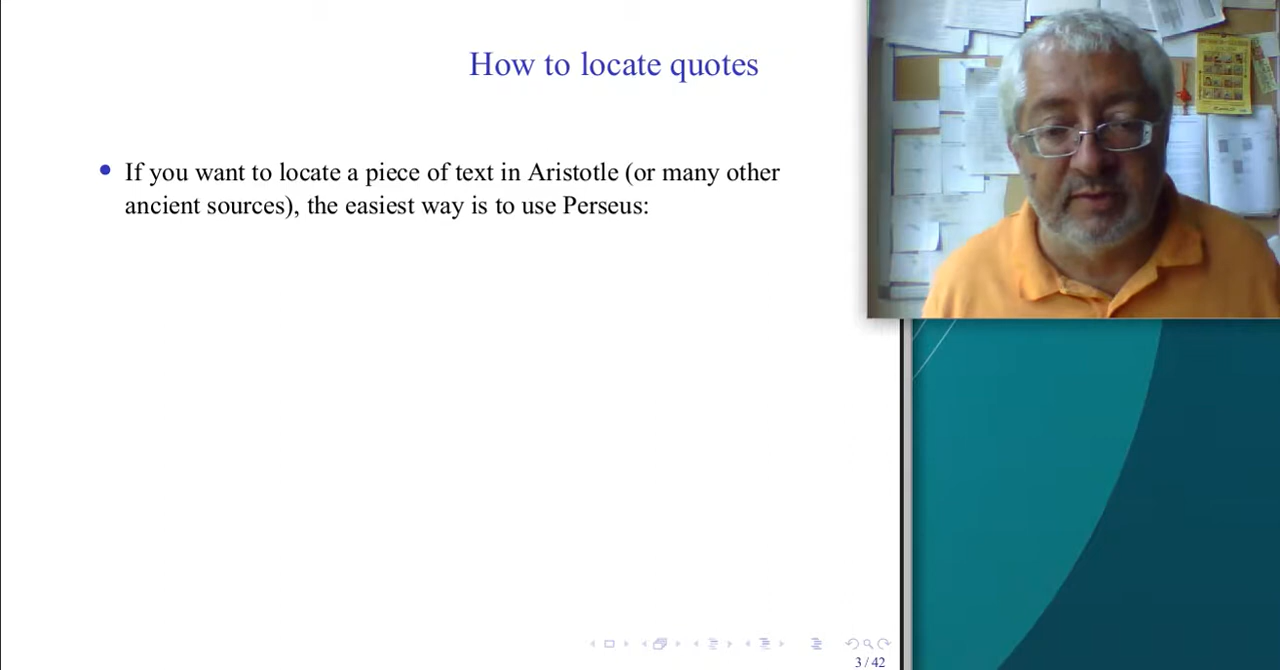 How to locate quotes
• If you want to locate a piece of text in Aristotle (or many other
ancient sources), the easiest way is to use Perseus:
3 / 42